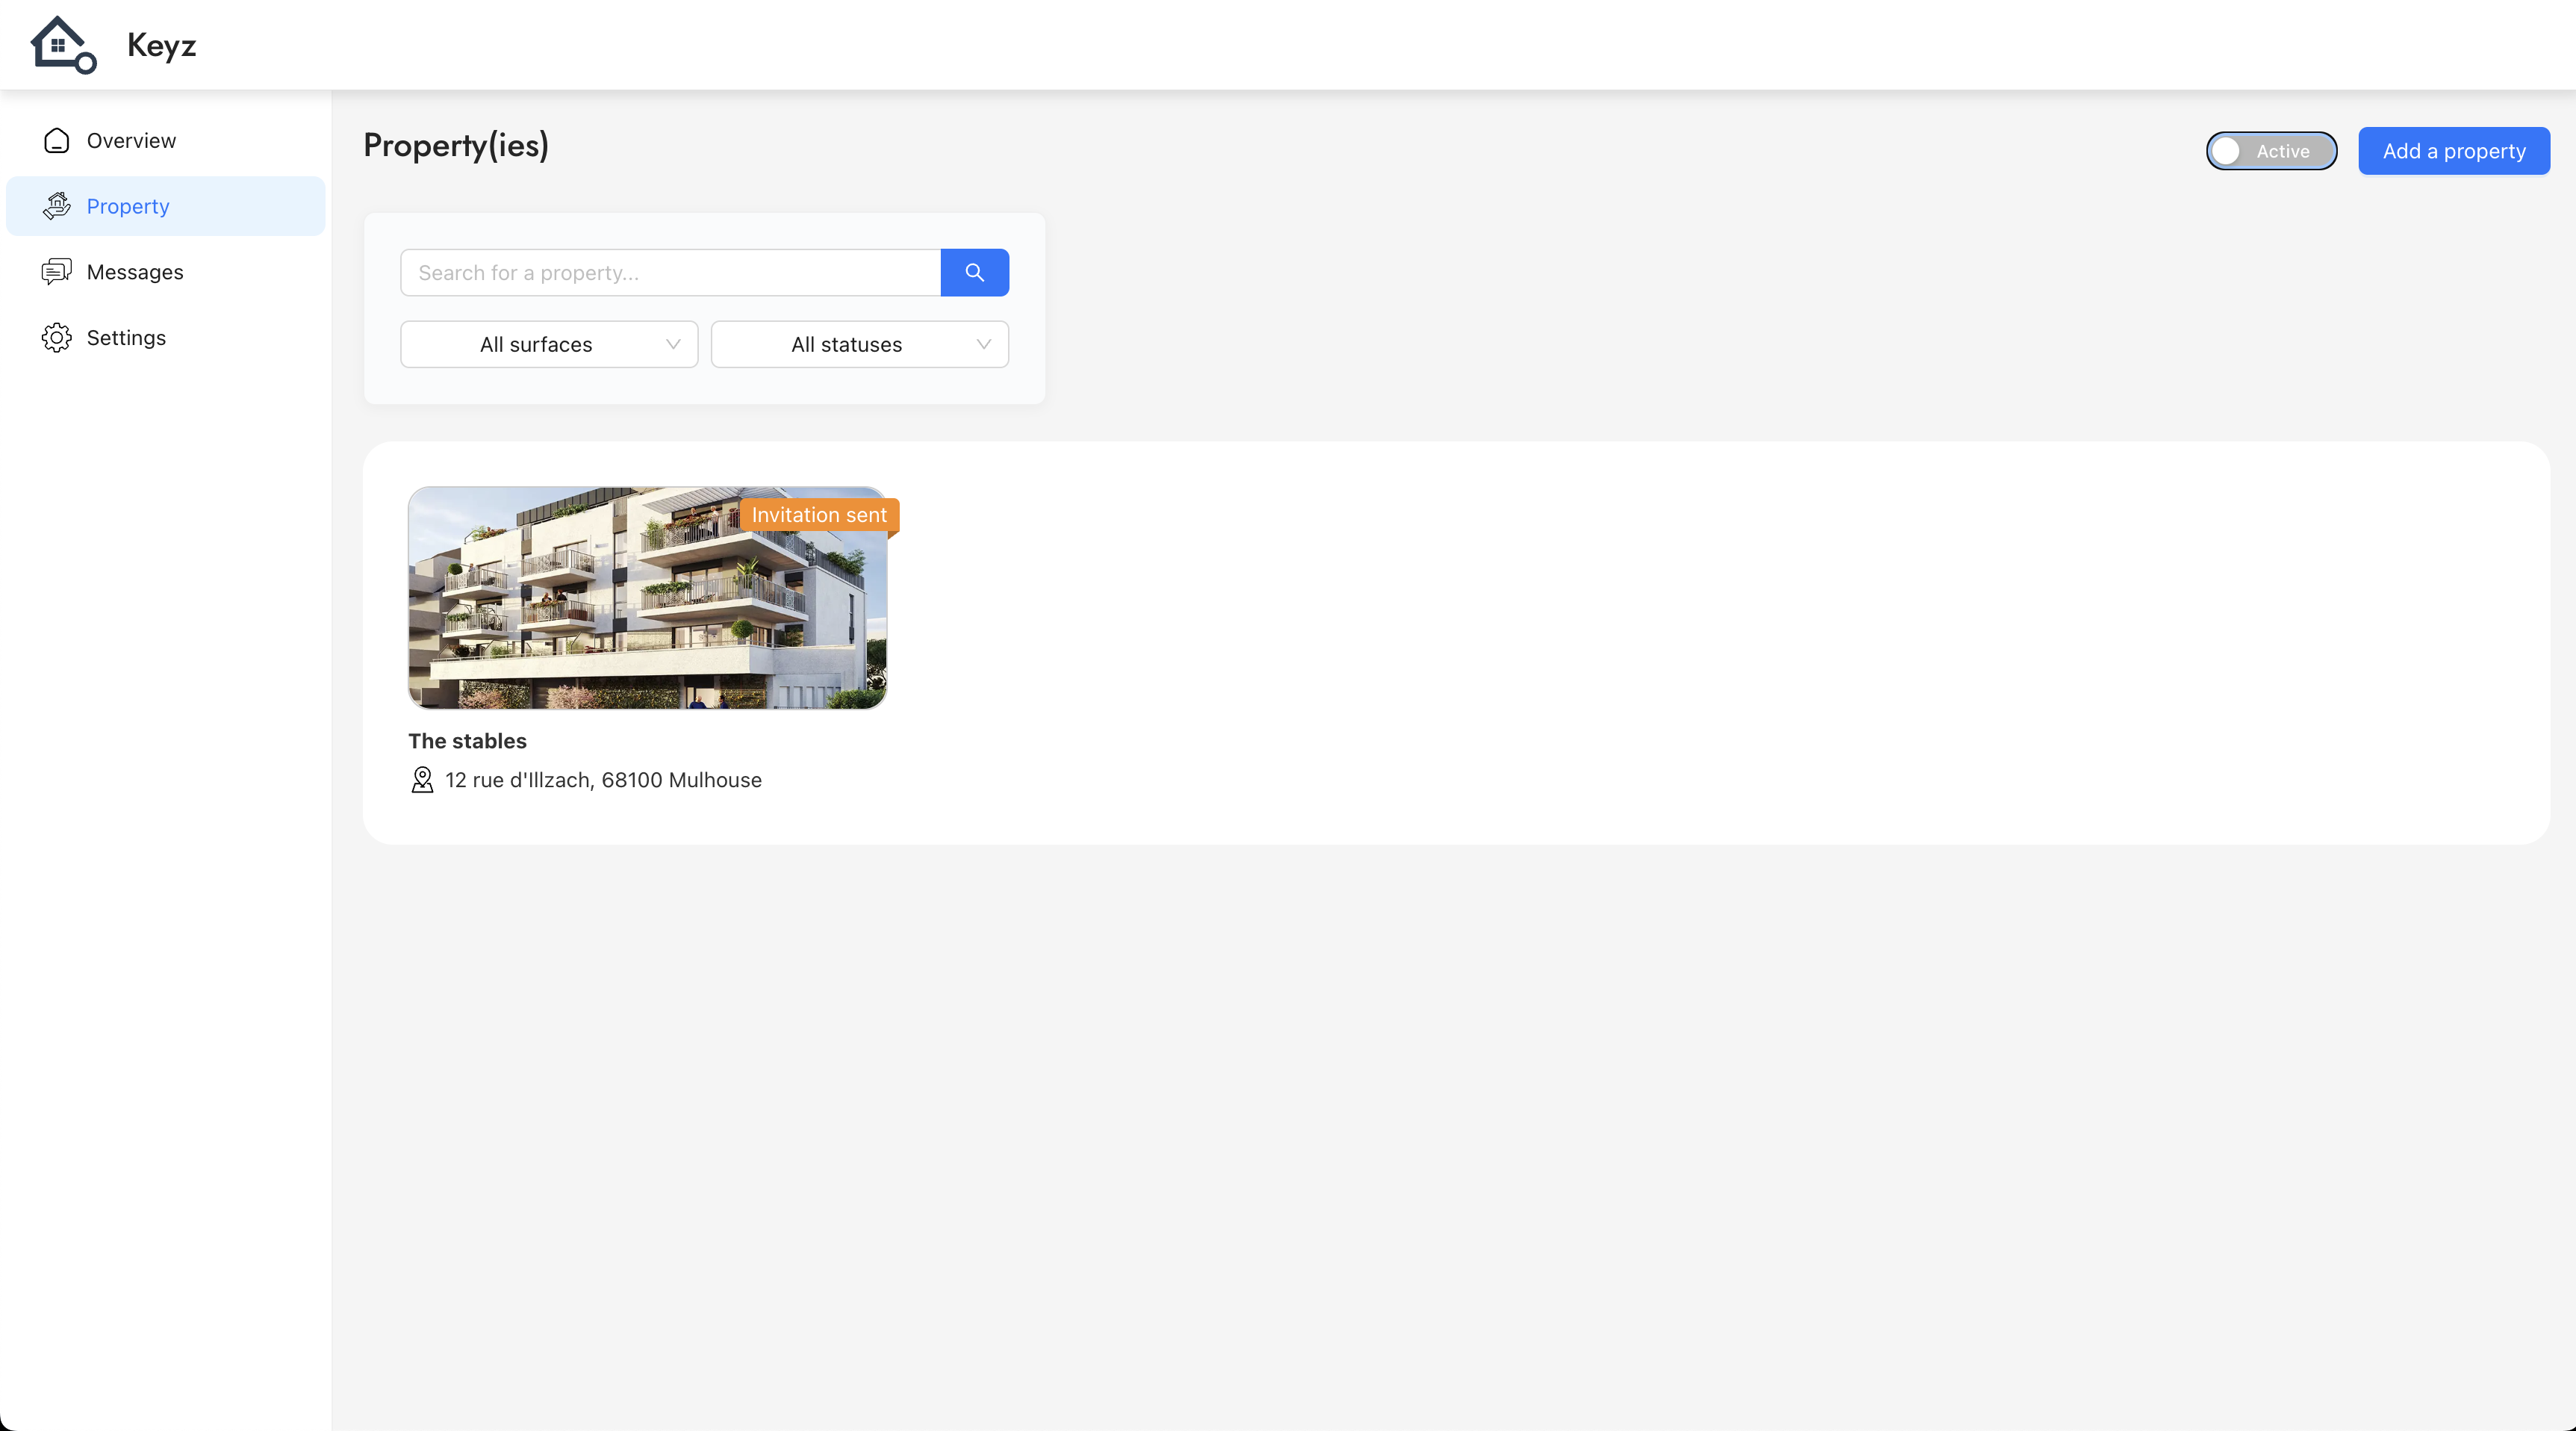 Keyz
Overview
Property
Messages
Settings
Property(ies)
Active
Add a property
Search for a property...
All surfaces
All statuses
Invitation sent
The stables
12 rue d'Illzach, 68100 Mulhouse